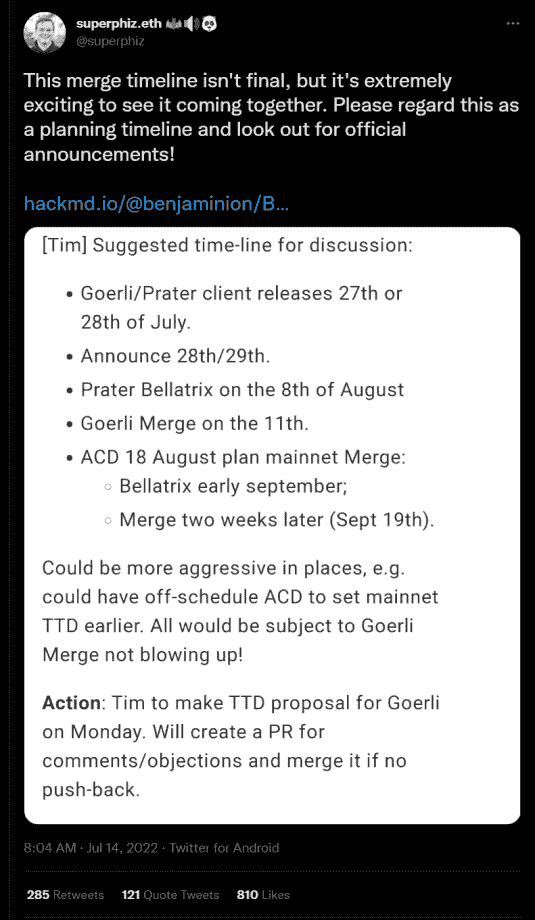 superphiz.eth 🦇🔊🐼
@superphiz
This merge timeline isn't final, but it's extremely
exciting to see it coming together. Please regard this as
a planning timeline and look out for official
announcements!
hackmd.io/@benjaminion/B...
[Tim] Suggested time-line for discussion:
• Goerli/Prater client releases 27th or
28th of July.
• Announce 28th/29th.
• Prater Bellatrix on the 8th of August
• Goerli Merge on the 11th.
• ACD 18 August plan mainnet Merge:
○ Bellatrix early september;
○ Merge two weeks later (Sept 19th).
Could be more aggressive in places, e.g.
could have off-schedule ACD to set mainnet
TTD earlier. All would be subject to Goerli
Merge not blowing up!
Action: Tim to make TTD proposal for Goerli
on Monday. Will create a PR for
comments/objections and merge it if no
push-back.
8:04 AM · Jul 14, 2022 · Twitter for Android
285 Retweets 121 Quote Tweets 810 Likes